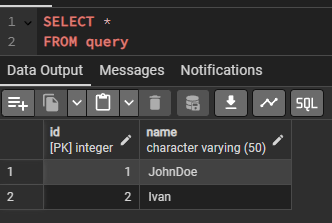 1 SELECT *
2 FROM query
Data Output Messages Notifications
SQL
id name
[PK] integer character varying (50)
1 1 JohnDoe
2 2 Ivan